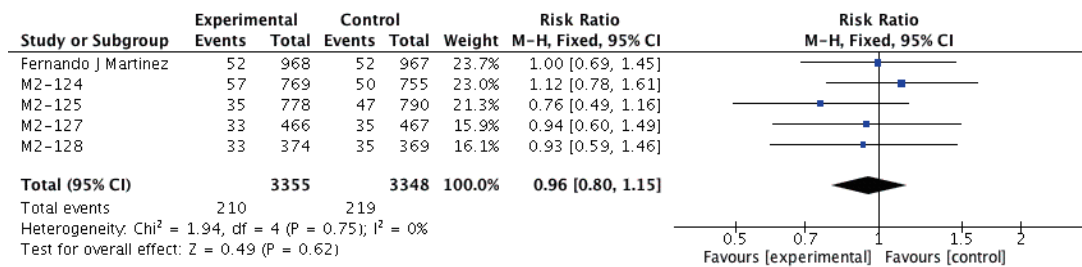 Experimental Control Risk Ratio Risk Ratio
Study or Subgroup Events Total Events Total Weight M-H, Fixed, 95% CI M-H, Fixed, 95% CI
Fernando J Martinez 52 968 52 967 23.7% 1.00 [0.69, 1.45]
M2-124 57 769 50 755 23.0% 1.12 [0.78, 1.61]
M2-125 35 778 47 790 21.3% 0.76 [0.49, 1.16]
M2-127 33 466 35 467 15.9% 0.94 [0.60, 1.49]
M2-128 33 374 35 369 16.1% 0.93 [0.59, 1.46]
Total (95% CI) 3355 3348 100.0% 0.96 [0.80, 1.15]
Total events 210 219
Heterogeneity: Chi² = 1.94, df = 4 (P = 0.75); I² = 0%
Test for overall effect: Z = 0.49 (P = 0.62)
0.5 0.7 1 1.5 2
Favours [experimental] Favours [control]